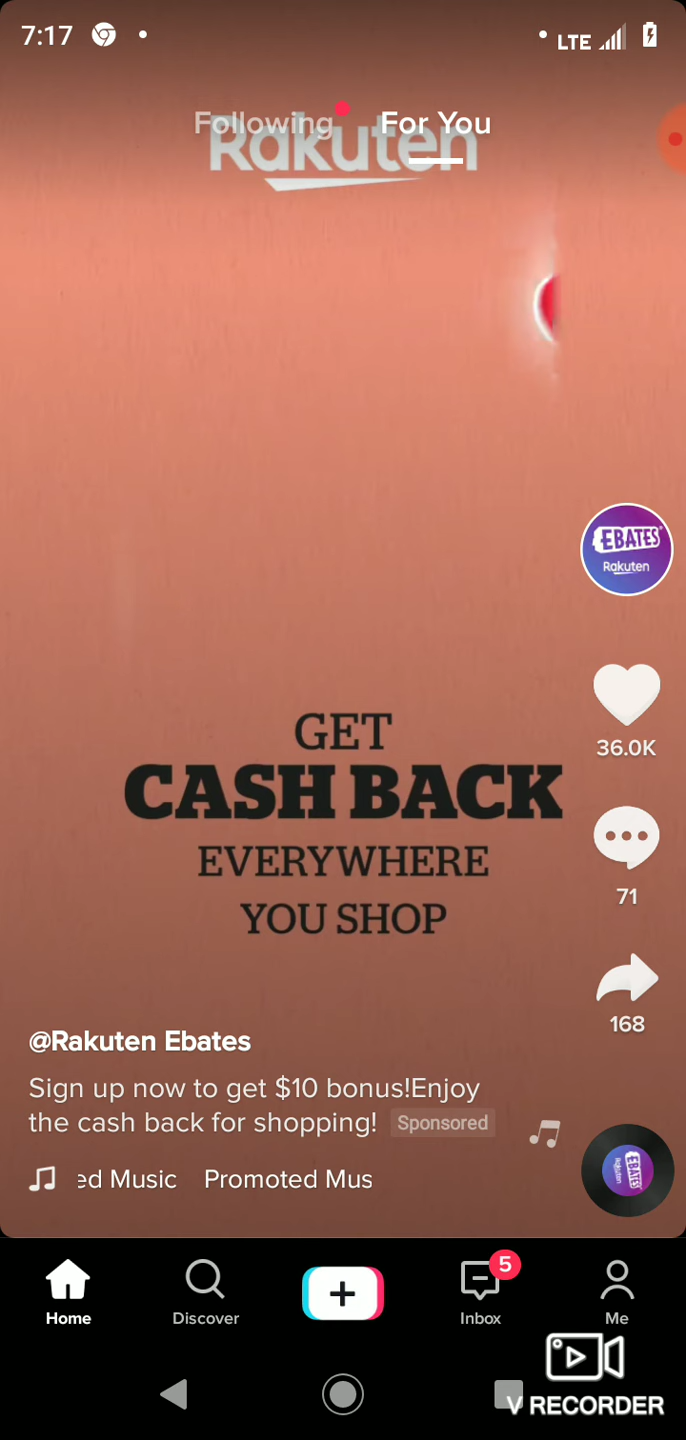 7:17
LTE
Following
For You
Rakuten
EBATES
Rakuten
36.0K
GET
CASH BACK
EVERYWHERE
YOU SHOP
71
168
@Rakuten Ebates
Sign up now to get $10 bonus!Enjoy
the cash back for shopping! Sponsored
ed Music Promoted Mus
EBATES
Rakuten
Home
Discover
5
Inbox
Me
V RECORDER